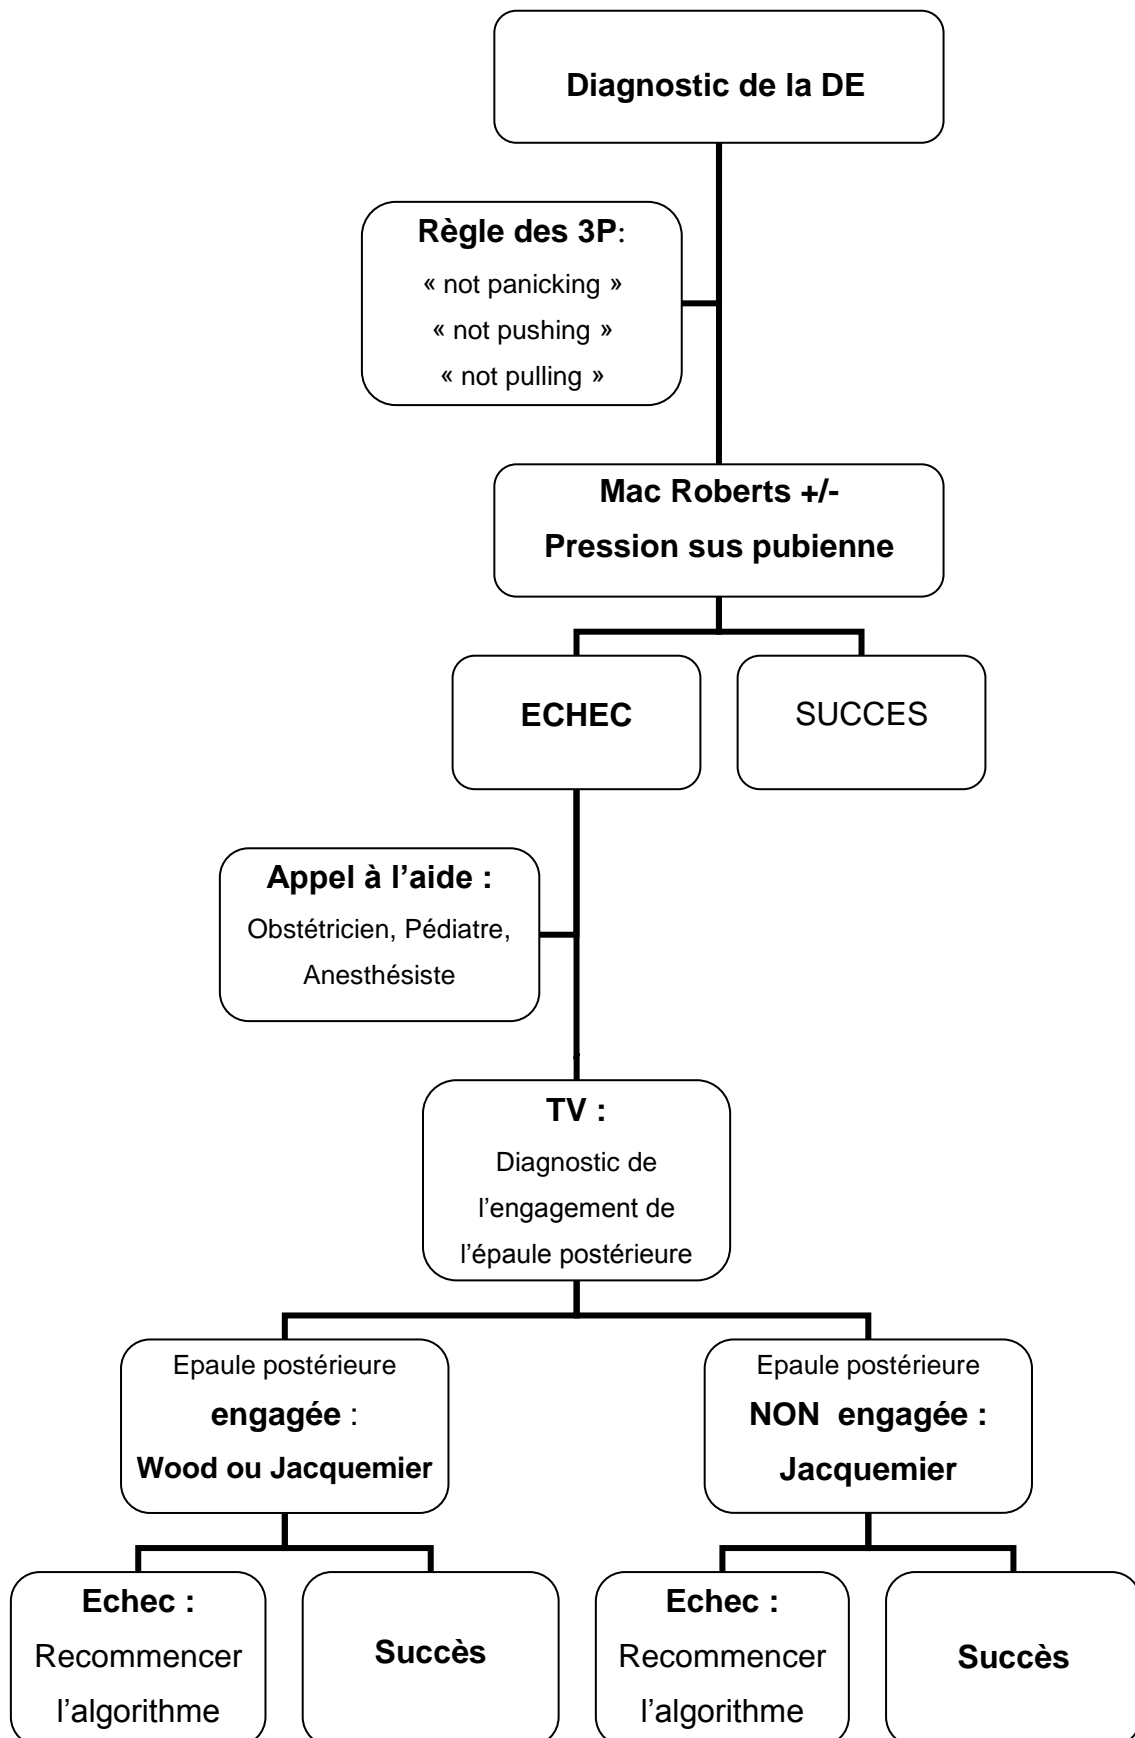 Diagnostic de la DE
Règle des 3P:
« not panicking »
« not pushing »
« not pulling »
Mac Roberts +/-
Pression sus pubienne
ECHEC
SUCCES
Appel à l’aide :
Obstétricien, Pédiatre,
Anesthésiste
TV :
Diagnostic de
l’engagement de
l’épaule postérieure
Epaule postérieure
engagée :
Wood ou Jacquemier
Epaule postérieure
NON engagée :
Jacquemier
Echec :
Recommencer
l’algorithme
Succès
Echec :
Recommencer
l’algorithme
Succès